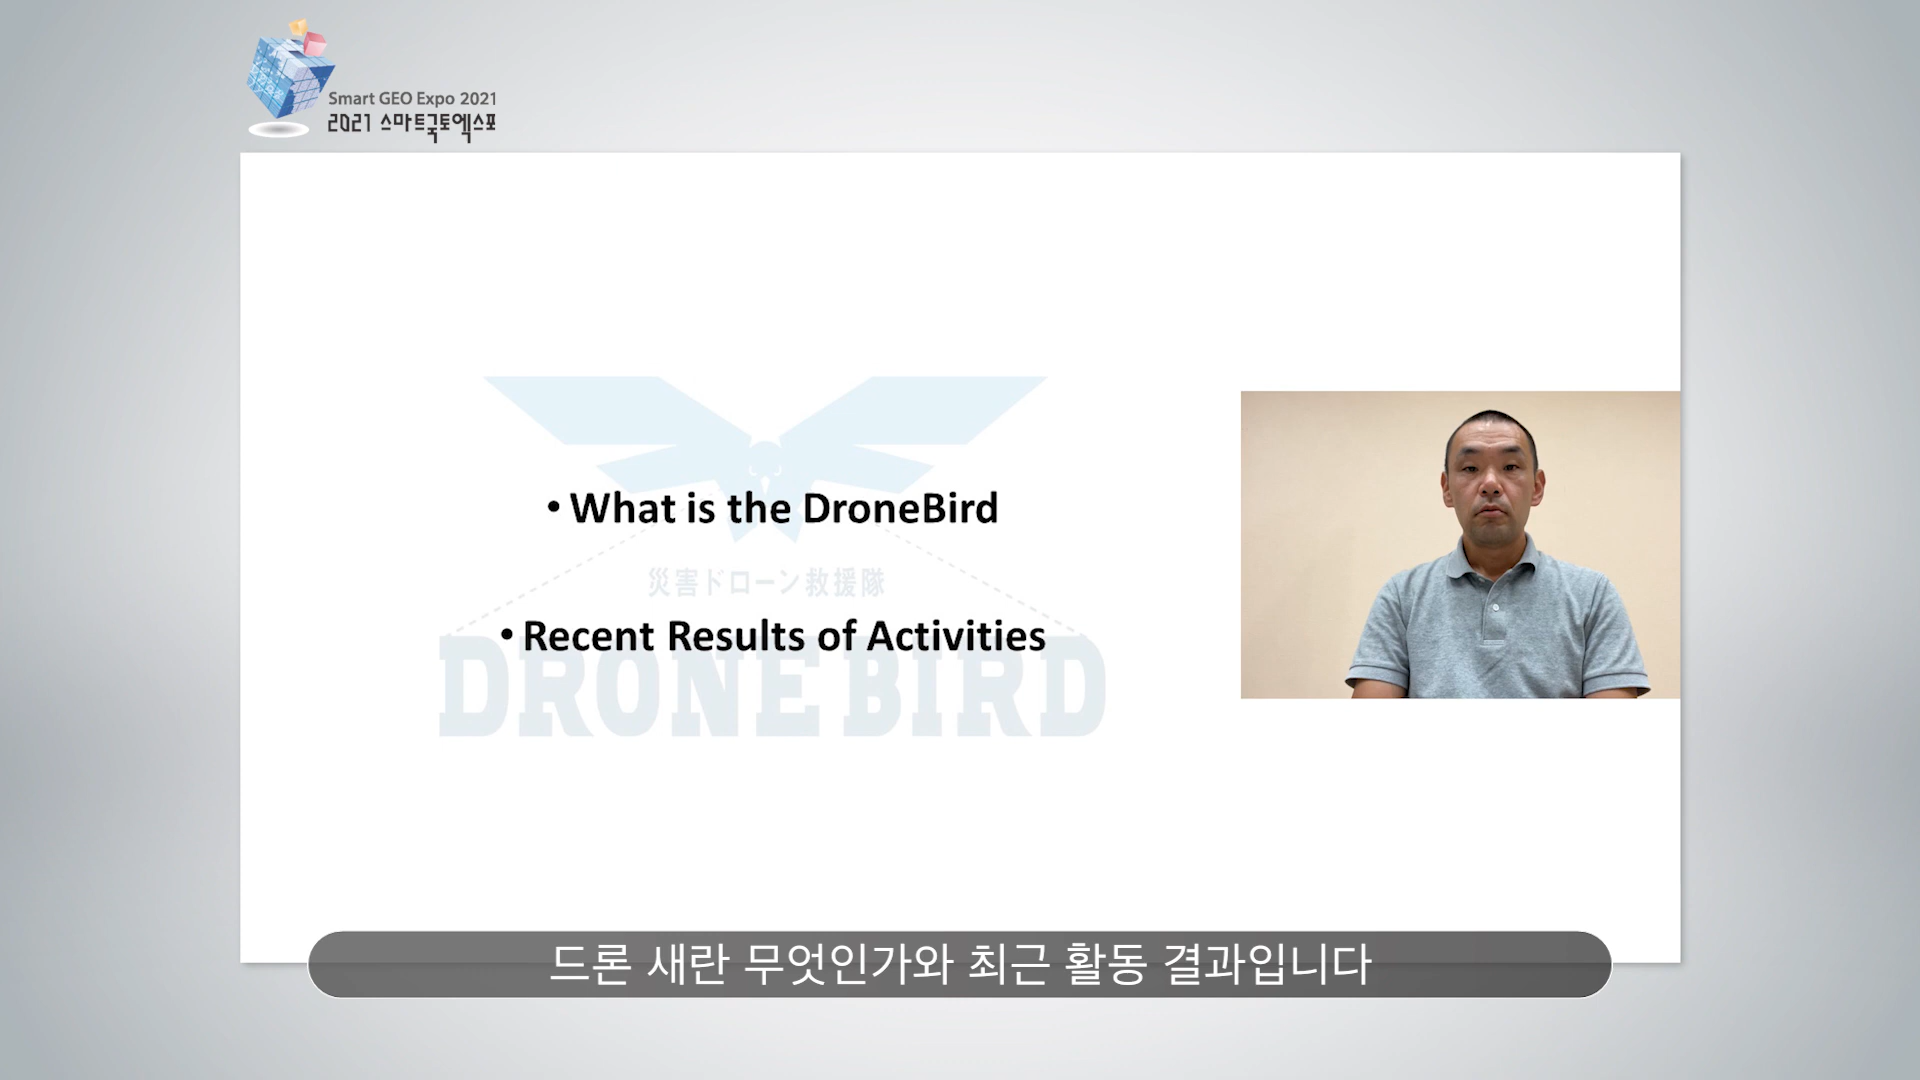 Smart GEO Expo 2021
2021 스마트국토엑스포
• What is the DroneBird
災害ドローン救援隊
• Recent Results of Activities
DRONE BIRD
드론 새란 무엇인가와 최근 활동 결과입니다